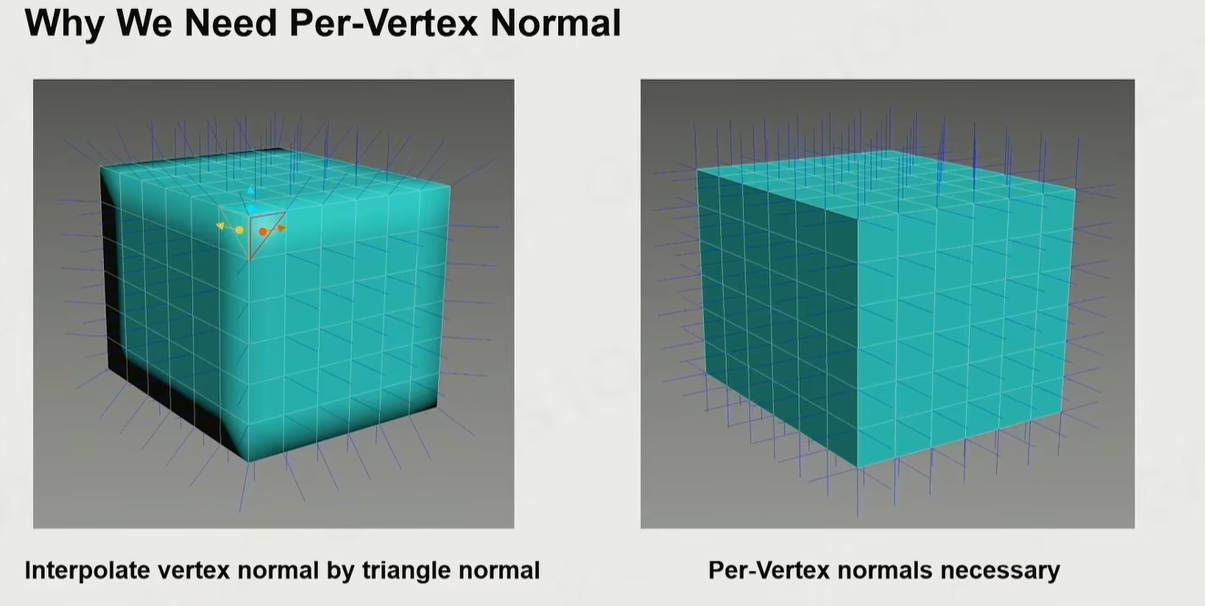 Why We Need Per-Vertex Normal
Interpolate vertex normal by triangle normal
Per-Vertex normals necessary